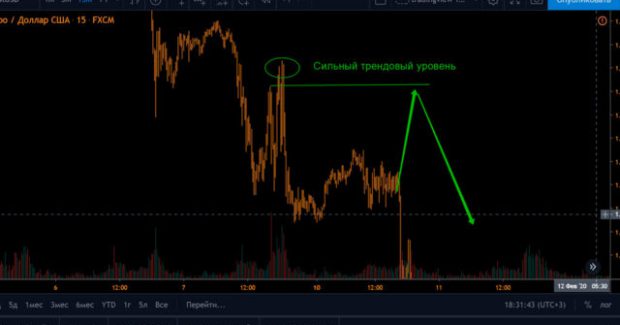 ро / Доллар США · 15 · FXCM
Сильный трендовый уровень
6 12:00 7 12:00 10 12:00 11 12:00 12 Фев '20 05:30
5д 1мес 3мес 6мес YTD 1г 5л Все Перейти... 18:31:43 (UTC+3) % лог